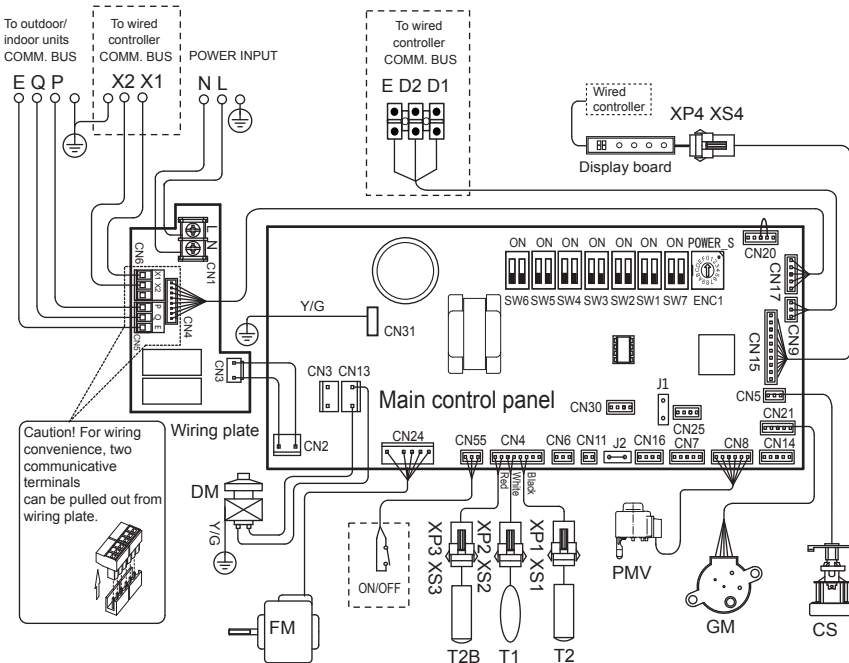 To outdoor/
indoor units
COMM. BUS
E Q P
To wired
controller
COMM. BUS
X2 X1
POWER INPUT
N L
To wired
controller
COMM. BUS
E D2 D1
Wired
controller
XP4 XS4
Display board
L
N
CN1
CN6
X1
X2
P
Q
E
CN5
CN4
CN3
Wiring plate
Y/G
CN31
ON ON ON ON ON ON ON POWER_S
SW6 SW5 SW4 SW3 SW2 SW1 SW7 ENC1
CN20
CN17
CN9
CN15
CN5
CN21
CN14
CN3 CN13
Main control panel
CN2
CN30
J1
CN25
CN24
CN55
CN4
CN6
CN11
J2
CN16
CN7
CN8
Red
White
Black
Caution! For wiring
convenience, two
communicative
terminals
can be pulled out from
wiring plate.
DM
Y/G
FM
ON/OFF
XP3 XS3
XP2 XS2
XP1 XS1
T2B
T1
T2
PMV
GM
CS